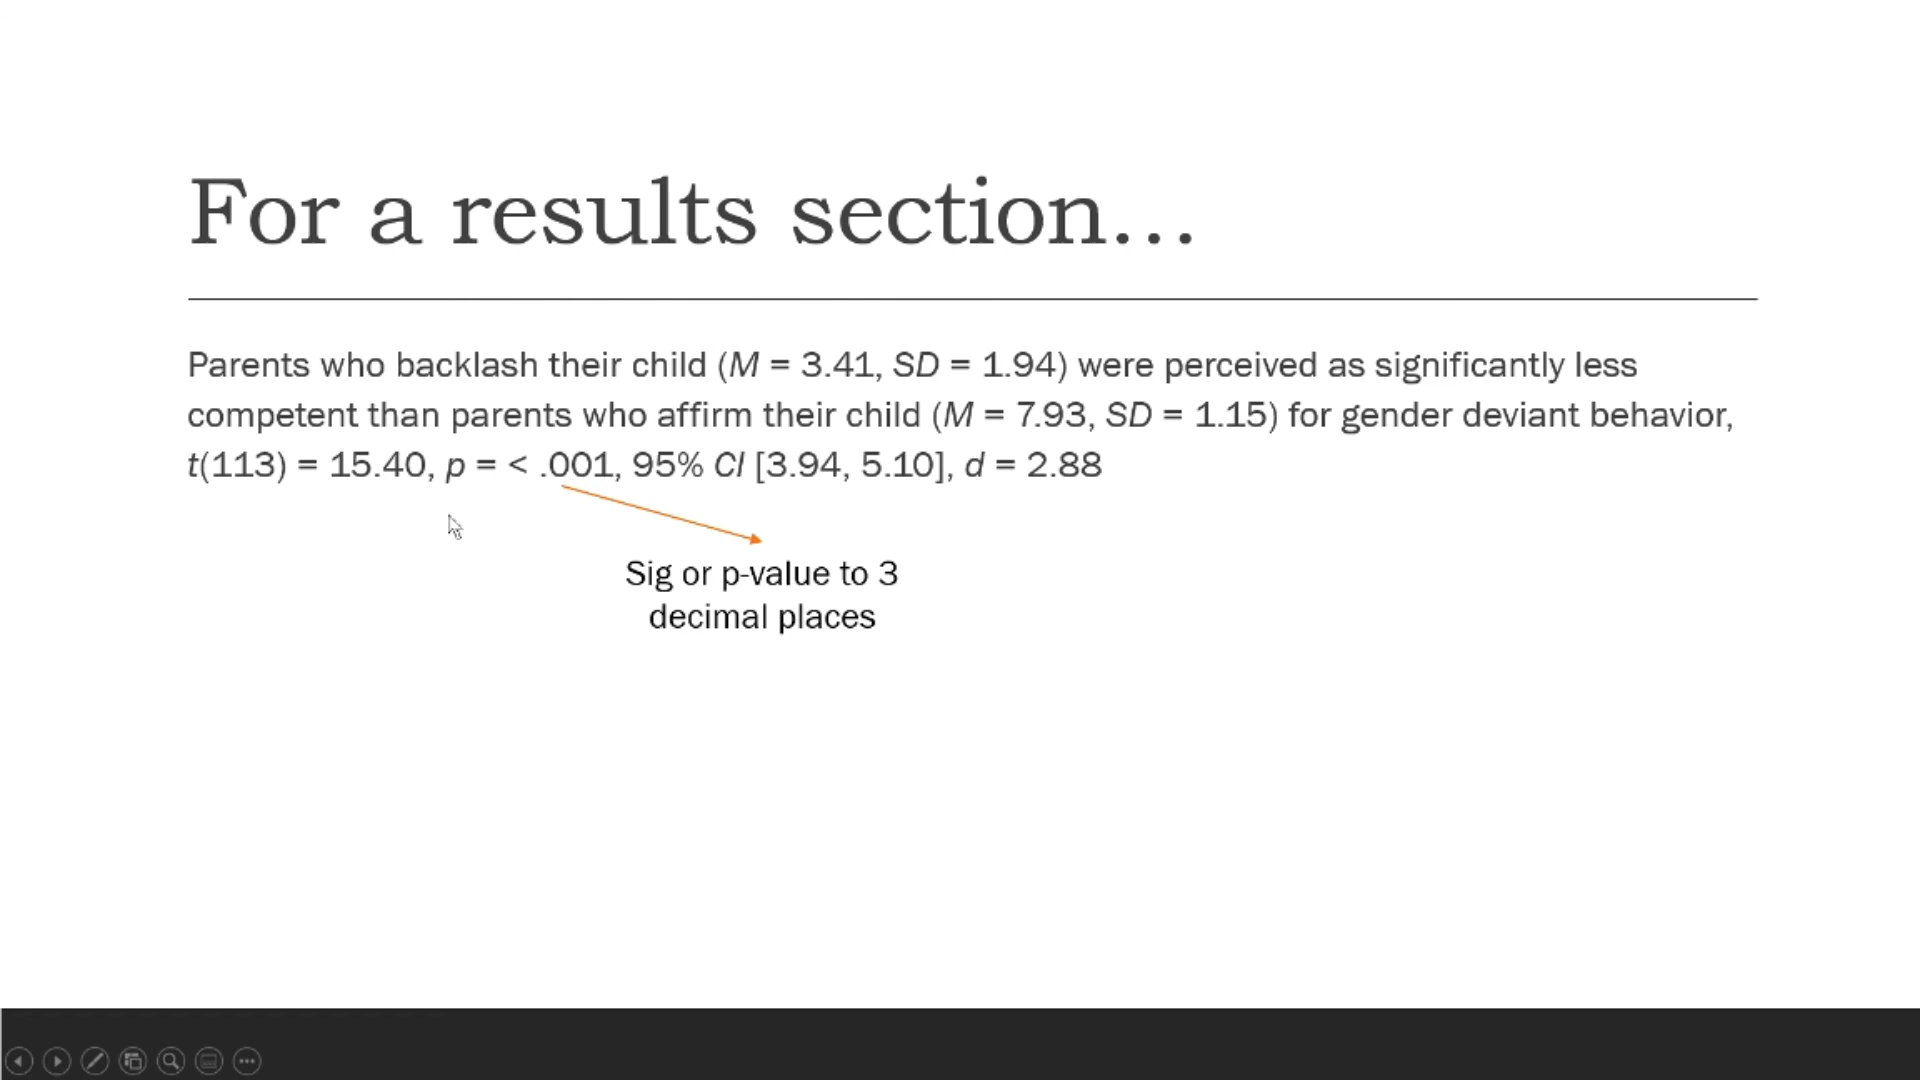 For a results section...
Parents who backlash their child (M = 3.41, SD = 1.94) were perceived as significantly less
competent than parents who affirm their child (M = 7.93, SD = 1.15) for gender deviant behavior,
t(113) = 15.40, p = < .001, 95% CI [3.94, 5.10], d = 2.88
Sig or p-value to 3
decimal places